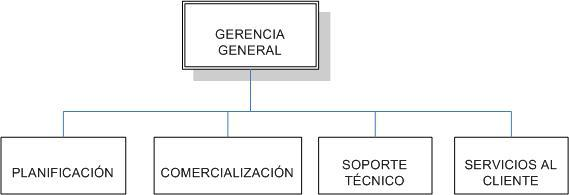 GERENCIA
GENERAL
PLANIFICACIÓN
COMERCIALIZACIÓN
SOPORTE
TÉCNICO
SERVICIOS AL
CLIENTE